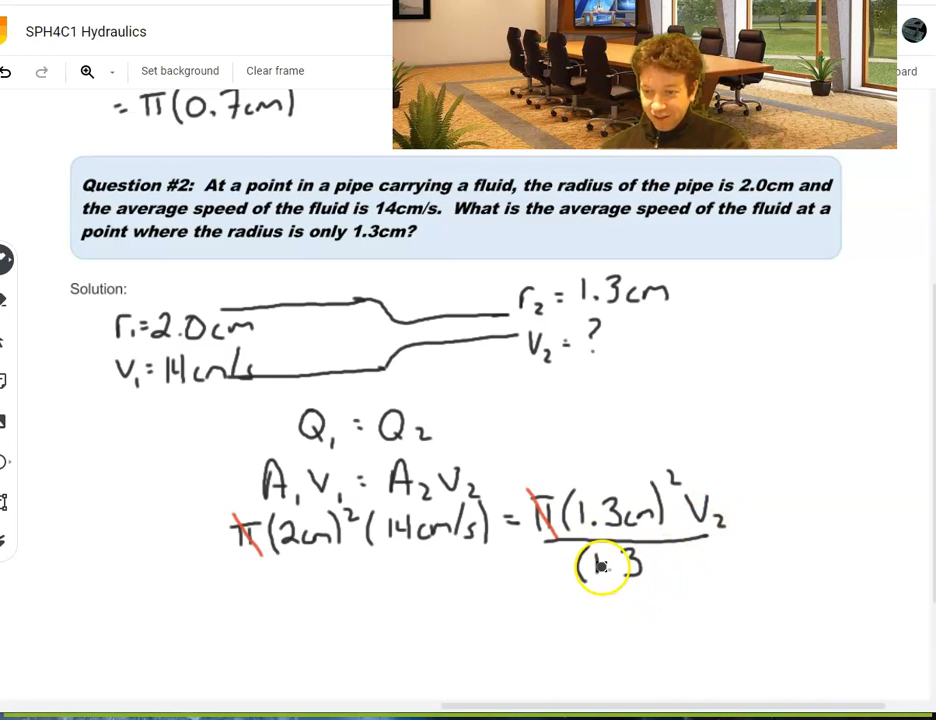 SPH4C1 Hydraulics
Set background
Clear frame
oard
= π(0.7cm)
Question #2: At a point in a pipe carrying a fluid, the radius of the pipe is 2.0cm and
the average speed of the fluid is 14cm/s. What is the average speed of the fluid at a
point where the radius is only 1.3cm?
Solution:
r₁=2.0cm
v₁=14cm/s
r₂ = 1.3cm
v₂ = ?
Q₁ = Q₂
A₁v₁ = A₂v₂
π(2cm)²(14cm/s) = π(1.3cm)²v₂
(1.3